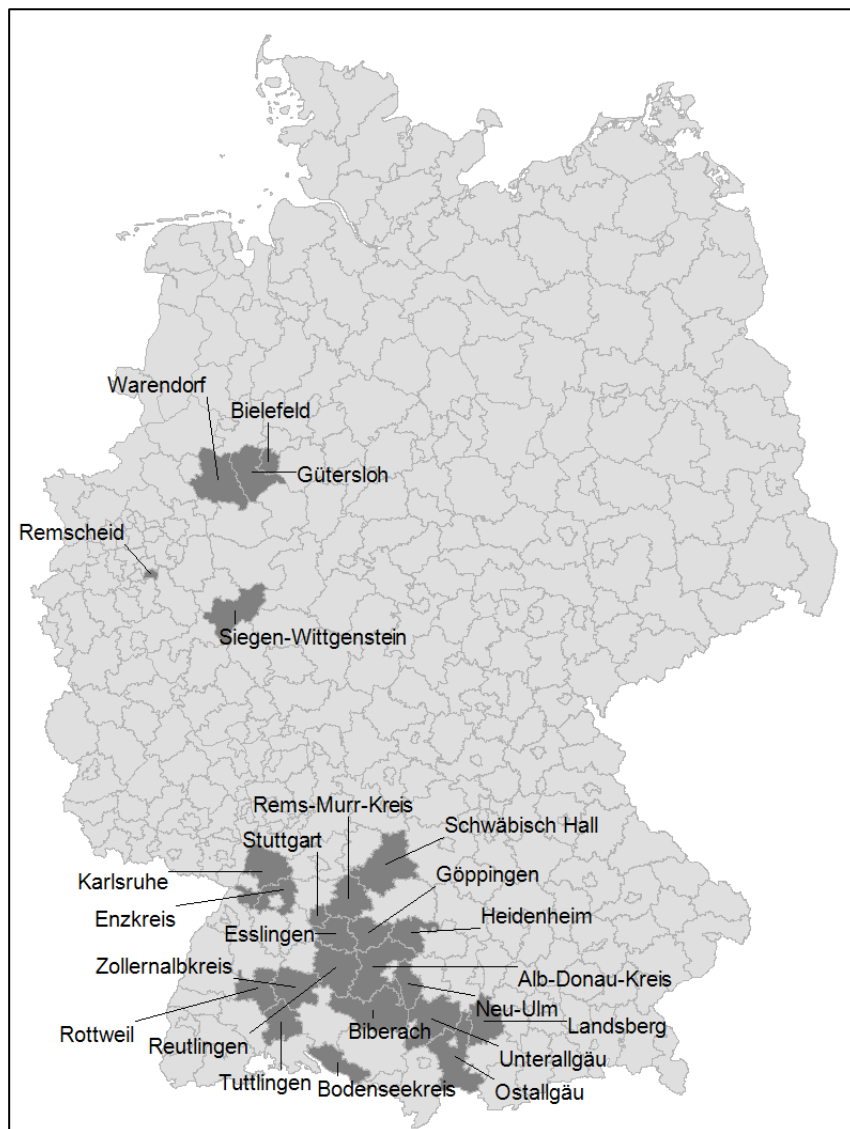 Warendorf
Bielefeld
Gütersloh
Remscheid
Siegen-Wittgenstein
Rems-Murr-Kreis
Schwäbisch Hall
Stuttgart
Karlsruhe
Göppingen
Enzkreis
Heidenheim
Esslingen
Zollernalbkreis
Alb-Donau-Kreis
Neu-Ulm
Rottweil
Landsberg
Biberach
Reutlingen
Unterallgäu
Tuttlingen
Bodenseekreis
Ostallgäu